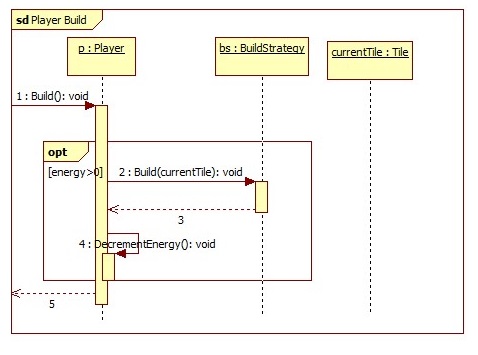 sd Player Build
p : Player
bs : BuildStrategy
currentTile : Tile
1 : Build(): void
opt
[energy>0]
2 : Build(currentTile): void
3
4 : DecrementEnergy(): void
5